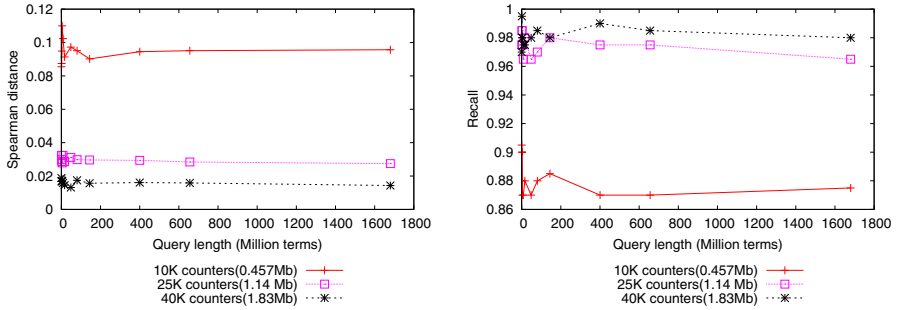 0.12
0.1
0.08
0.06
0.04
0.02
0
Spearman distance
0 200 400 600 800 1000 1200 1400 1600 1800
Query length (Million terms)
10K counters(0.457Mb)
25K counters(1.14 Mb)
40K counters(1.83Mb)
1
0.98
0.96
0.94
0.92
0.9
0.88
0.86
Recall
0 200 400 600 800 1000 1200 1400 1600 1800
Query length (Million terms)
10K counters(0.457Mb)
25K counters(1.14 Mb)
40K counters(1.83Mb)